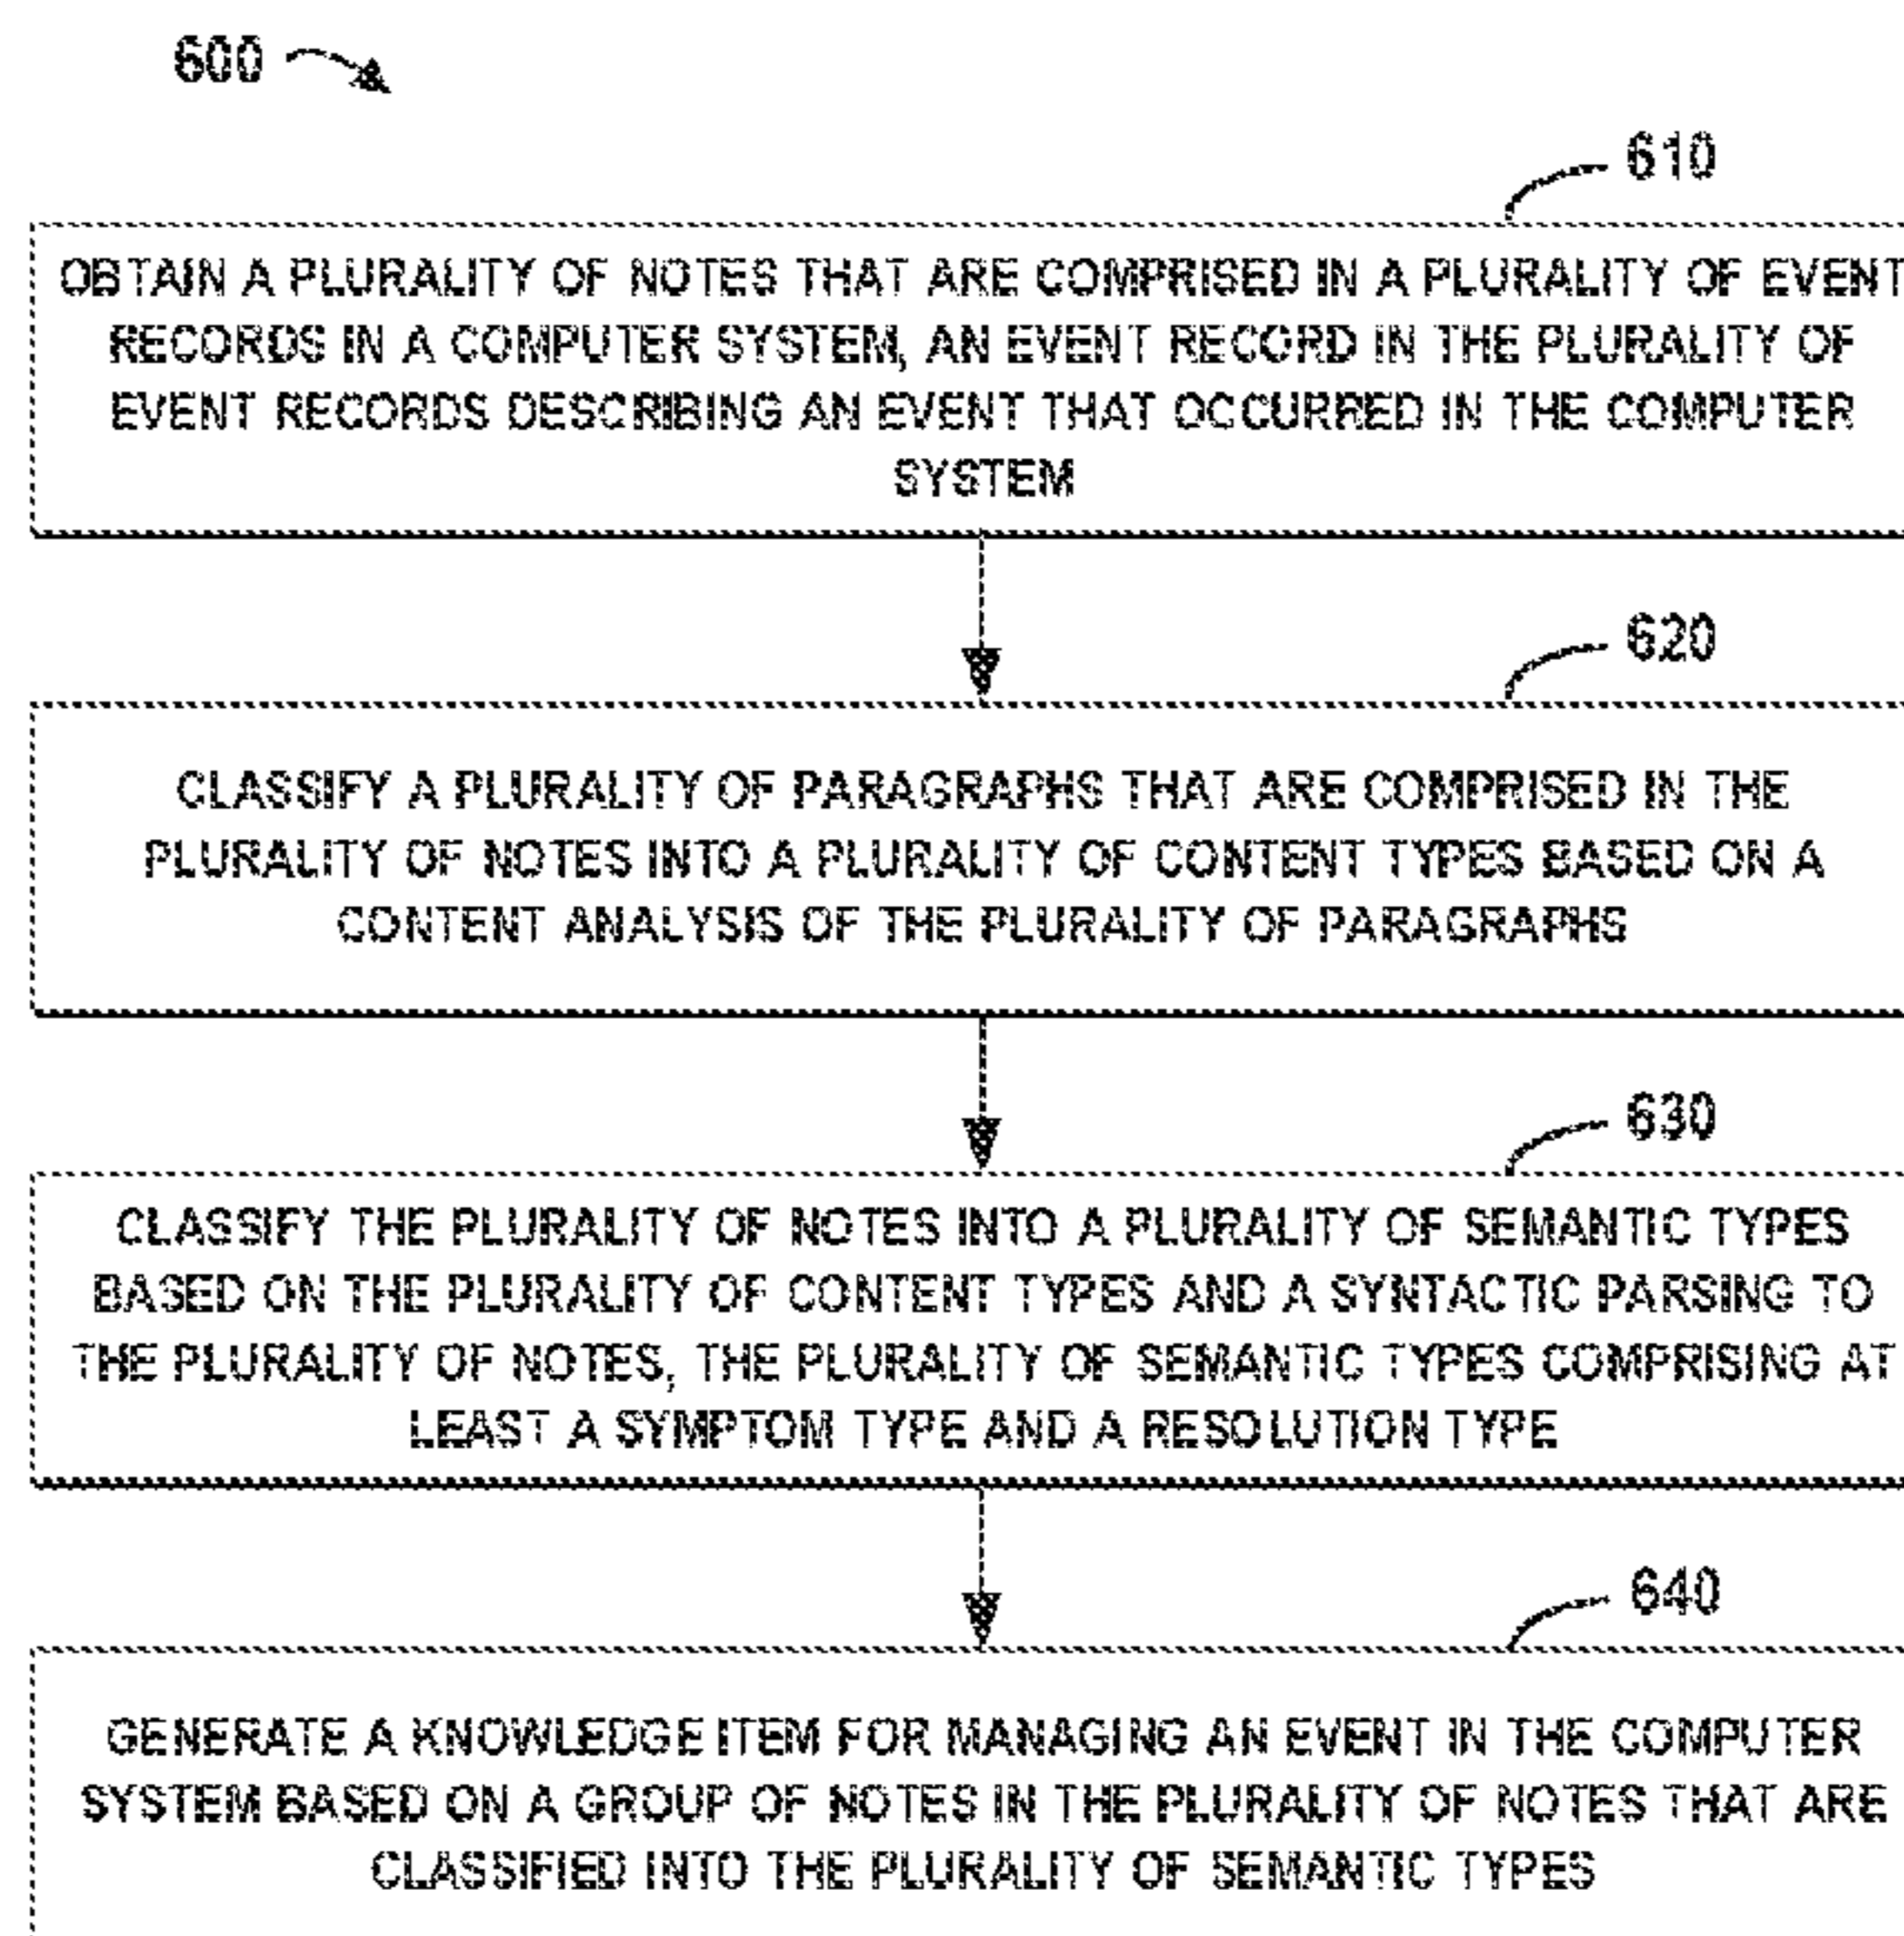 600
610
OBTAIN A PLURALITY OF NOTES THAT ARE COMPRISED IN A PLURALITY OF EVENT
RECORDS IN A COMPUTER SYSTEM, AN EVENT RECORD IN THE PLURALITY OF
EVENT RECORDS DESCRIBING AN EVENT THAT OCCURRED IN THE COMPUTER
SYSTEM
620
CLASSIFY A PLURALITY OF PARAGRAPHS THAT ARE COMPRISED IN THE
PLURALITY OF NOTES INTO A PLURALITY OF CONTENT TYPES BASED ON A
CONTENT ANALYSIS OF THE PLURALITY OF PARAGRAPHS
630
CLASSIFY THE PLURALITY OF NOTES INTO A PLURALITY OF SEMANTIC TYPES
BASED ON THE PLURALITY OF CONTENT TYPES AND A SYNTACTIC PARSING TO
THE PLURALITY OF NOTES, THE PLURALITY OF SEMANTIC TYPES COMPRISING AT
LEAST A SYMPTOM TYPE AND A RESOLUTION TYPE
640
GENERATE A KNOWLEDGE ITEM FOR MANAGING AN EVENT IN THE COMPUTER
SYSTEM BASED ON A GROUP OF NOTES IN THE PLURALITY OF NOTES THAT ARE
CLASSIFIED INTO THE PLURALITY OF SEMANTIC TYPES